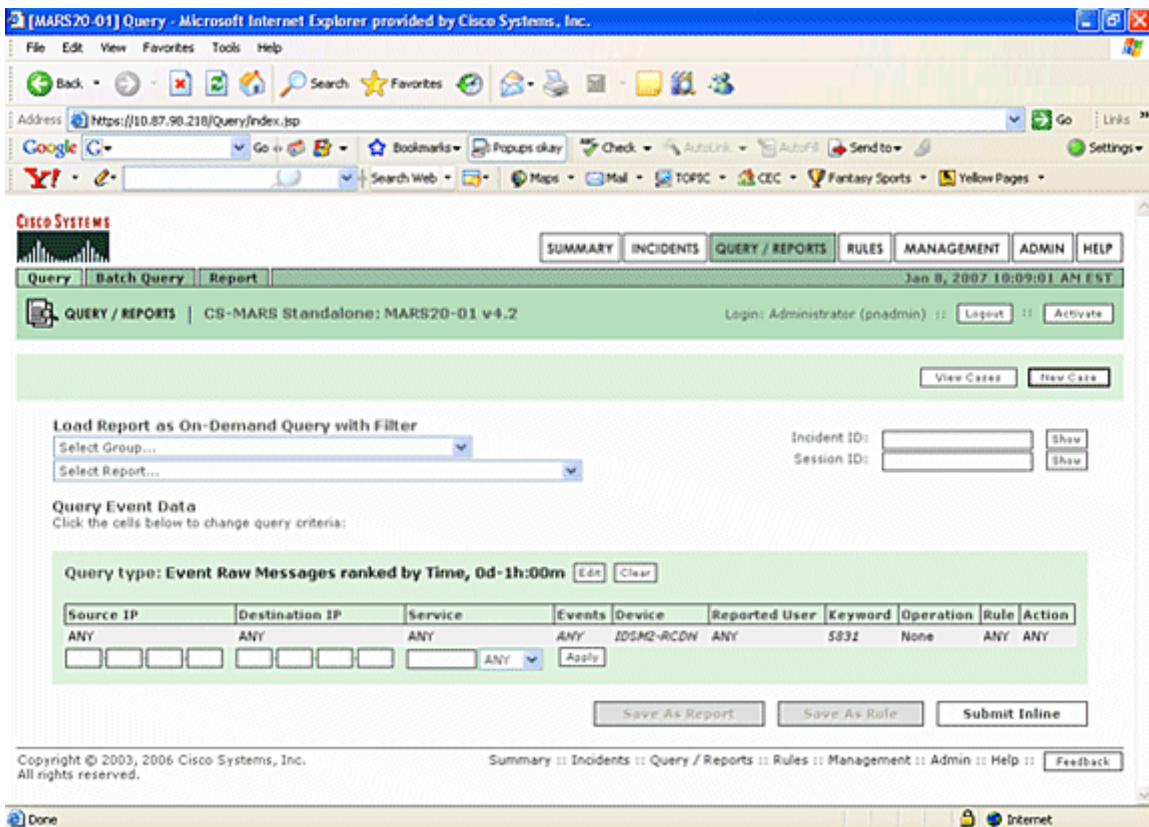 [MARS20-01] Query - Microsoft Internet Explorer provided by Cisco Systems, Inc.
File Edit View Favorites Tools Help
Back Search Favorites
Address https://10.87.98.218/Query/index.jsp Go Links »
Google G Go Bookmarks Popups okay Check AutoLink AutoFill Send to Settings
Y! Search Web Maps Mail TOPIC CEC Fantasy Sports Yellow Pages
CISCO SYSTEMS
SUMMARY INCIDENTS QUERY / REPORTS RULES MANAGEMENT ADMIN HELP
Query Batch Query Report Jan 8, 2007 10:09:01 AM EST
QUERY / REPORTS | CS-MARS Standalone: MARS20-01 v4.2 Login: Administrator (pnadmin) :: Logout :: Activate
View Cases New Case
Load Report as On-Demand Query with Filter
Select Group...
Select Report...
Incident ID: Show
Session ID: Show
Query Event Data
Click the cells below to change query criteria:
Query type: Event Raw Messages ranked by Time, 0d-1h:00m Edit Clear
Source IP Destination IP Service Events Device Reported User Keyword Operation Rule Action
ANY ANY ANY ANY IDSM2-RCDN ANY 5831 None ANY ANY
ANY Apply
Save As Report Save As Rule Submit Inline
Copyright © 2003, 2006 Cisco Systems, Inc.
All rights reserved.
Summary :: Incidents :: Query / Reports :: Rules :: Management :: Admin :: Help :: Feedback
Done Internet